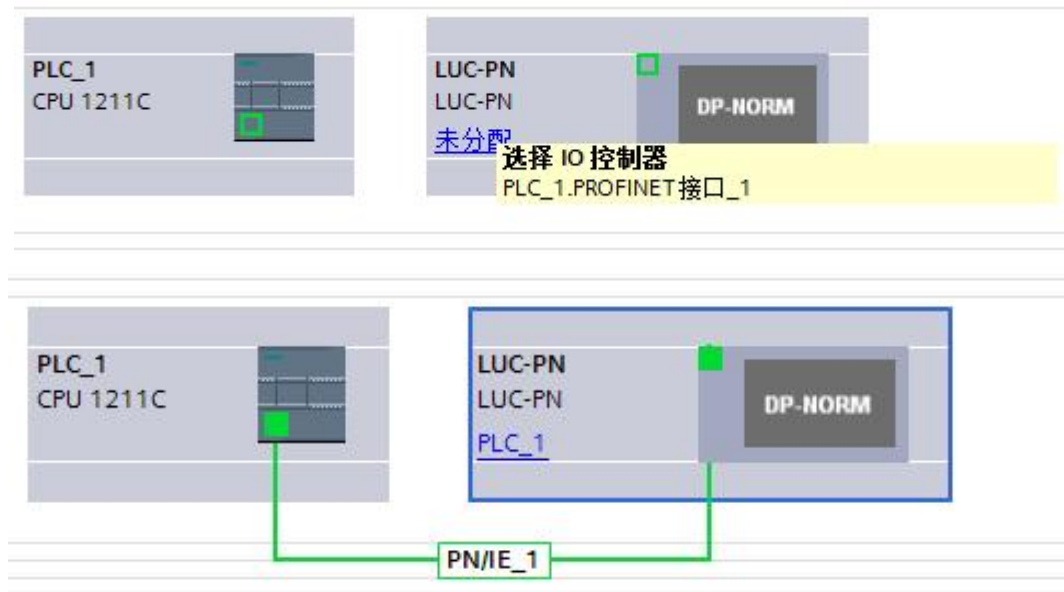 PLC_1
CPU 1211C
LUC-PN
LUC-PN
未分配
DP-NORM
选择 IO 控制器
PLC_1.PROFINET接口_1
PLC_1
CPU 1211C
LUC-PN
LUC-PN
PLC_1
DP-NORM
PN/IE_1